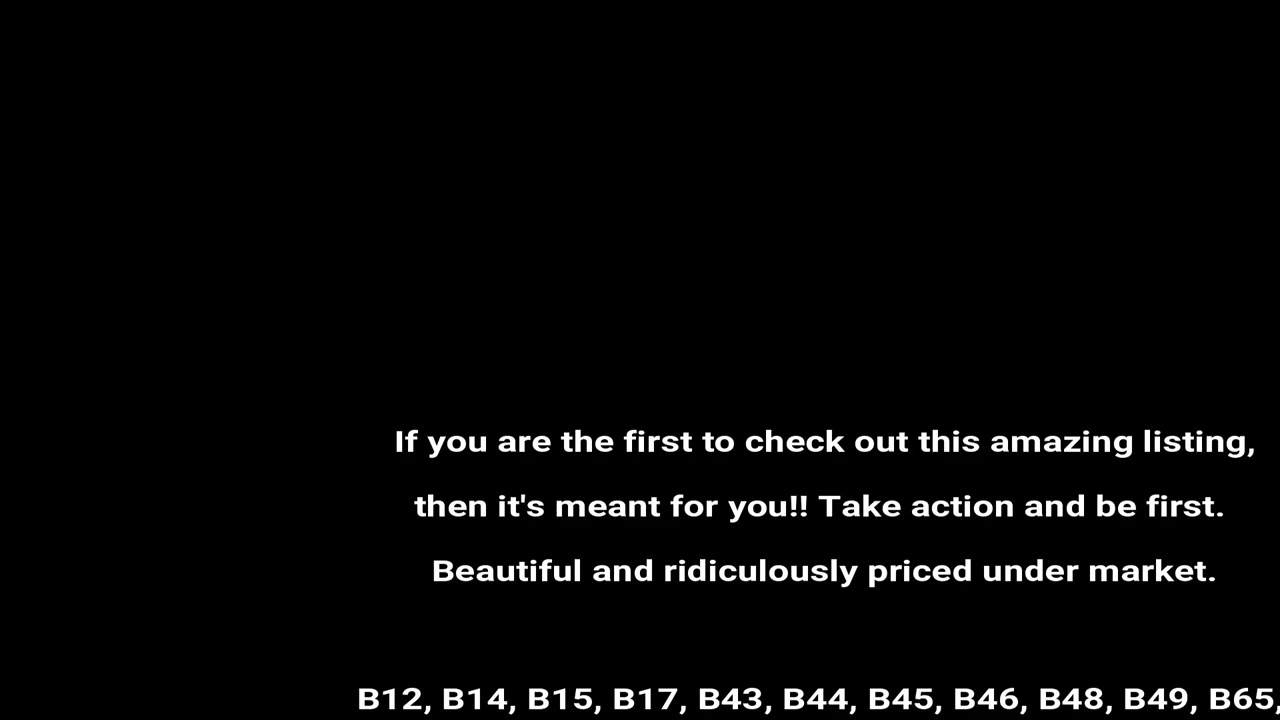 If you are the first to check out this amazing listing,
then it's meant for you!! Take action and be first.
Beautiful and ridiculously priced under market.
B12, B14, B15, B17, B43, B44, B45, B46, B48, B49, B65,